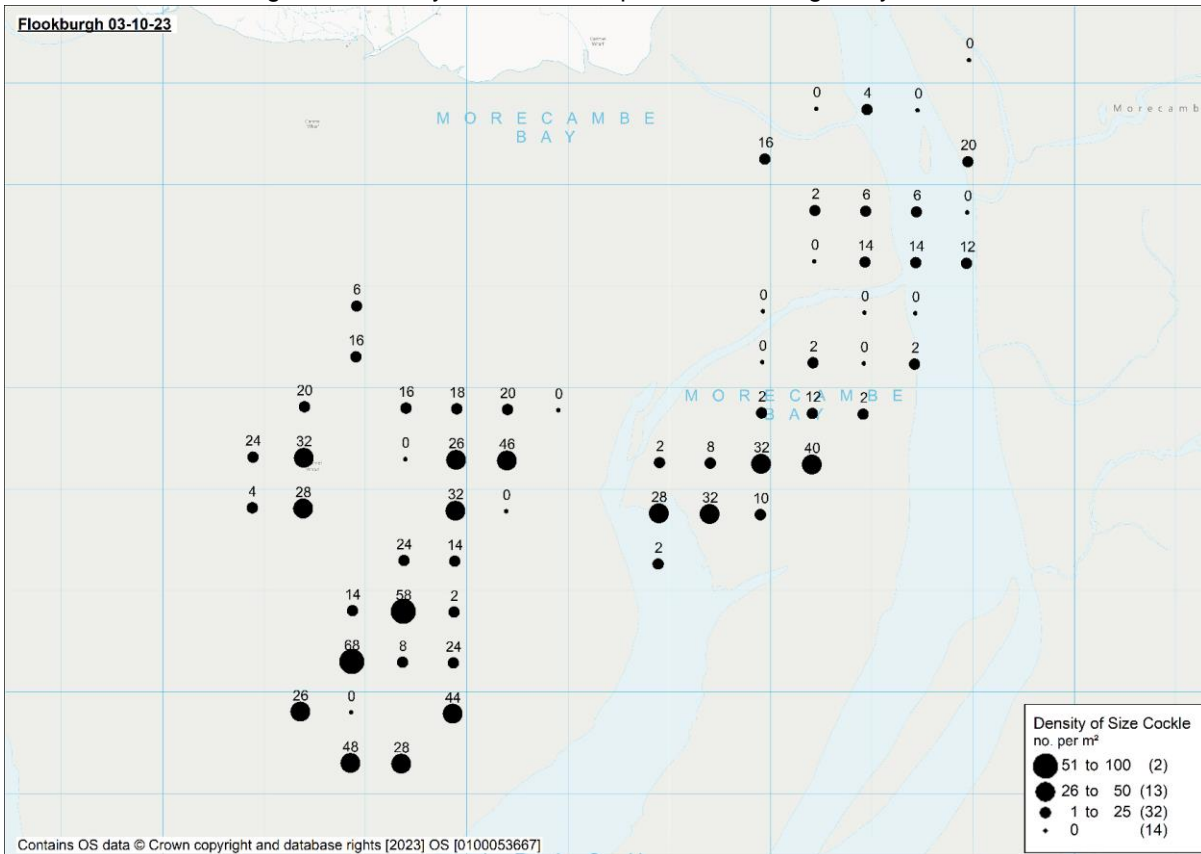 Flookburgh 03-10-23
0
0 4 0
M O R E C A M B E
B A Y
Morecamb
16 20
2 6 6 0
0 14 14 12
6 0 0 0
16 0 2 0 2
20 16 18 20 0
M O R E C A M B E
B A Y
2 12 2
24 32 0 26 46 2 8 32 40
4 28 32 0 28 32 10
24 14 2
14 58 2
68 8 24
26 0 44
48 28
Density of Size Cockle
no. per m²
51 to 100 (2)
26 to 50 (13)
1 to 25 (32)
0 (14)
Contains OS data © Crown copyright and database rights [2023] OS [0100053667]